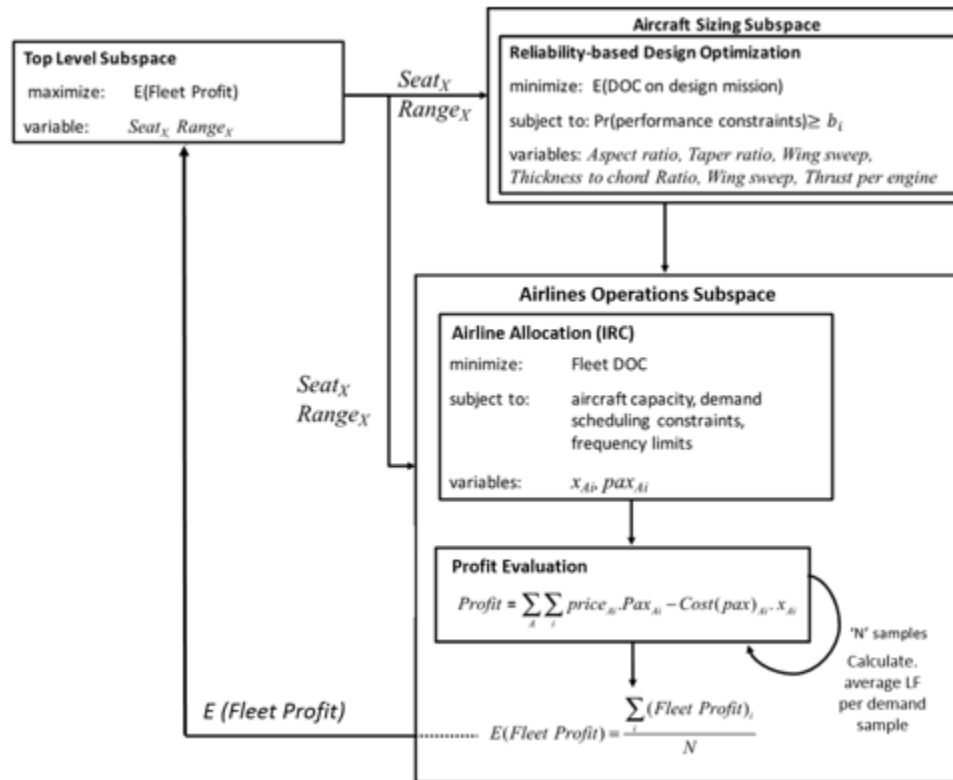 Top Level Subspace
maximize: E(Fleet Profit)
variable: Seat_X, Range_X
Seat_X
Range_X
Aircraft Sizing Subspace
Reliability-based Design Optimization
minimize: E(DOC on design mission)
subject to: Pr(performance constraints)≥ b_i
variables: Aspect ratio, Taper ratio, Wing sweep,
Thickness to chord Ratio, Wing sweep, Thrust per engine
Seat_X
Range_X
Airlines Operations Subspace
Airline Allocation (IRC)
minimize: Fleet DOC
subject to: aircraft capacity, demand
scheduling constraints,
frequency limits
variables: x_Ai, pax_Ai
Profit Evaluation
Profit = ∑_A ∑_i price_Ai.Pax_Ai – Cost(pax)_Ai.x_Ai
'N' samples
Calculate.
average LF
per demand
sample
E (Fleet Profit)
E(Fleet Profit) = ∑_i (Fleet Profit)_i / N